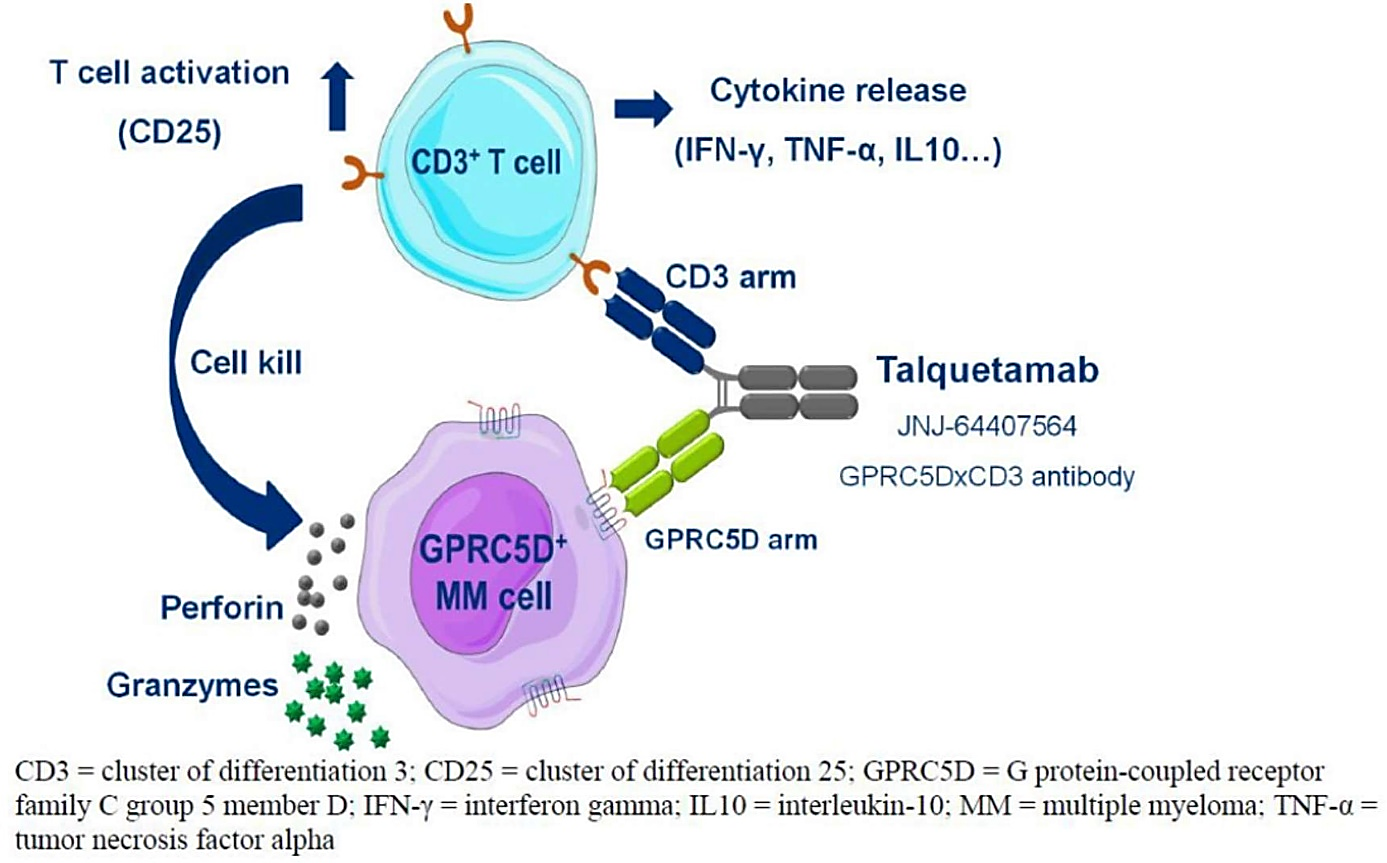 T cell activation
(CD25)
CD3⁺ T cell
Cytokine release
(IFN-γ, TNF-α, IL10...)
CD3 arm
Cell kill
Talquetamab
JNJ-64407564
GPRC5DxCD3 antibody
GPRC5D arm
GPRC5D⁺
MM cell
Perforin
Granzymes
CD3 = cluster of differentiation 3; CD25 = cluster of differentiation 25; GPRC5D = G protein-coupled receptor
family C group 5 member D; IFN-γ = interferon gamma; IL10 = interleukin-10; MM = multiple myeloma; TNF-α =
tumor necrosis factor alpha